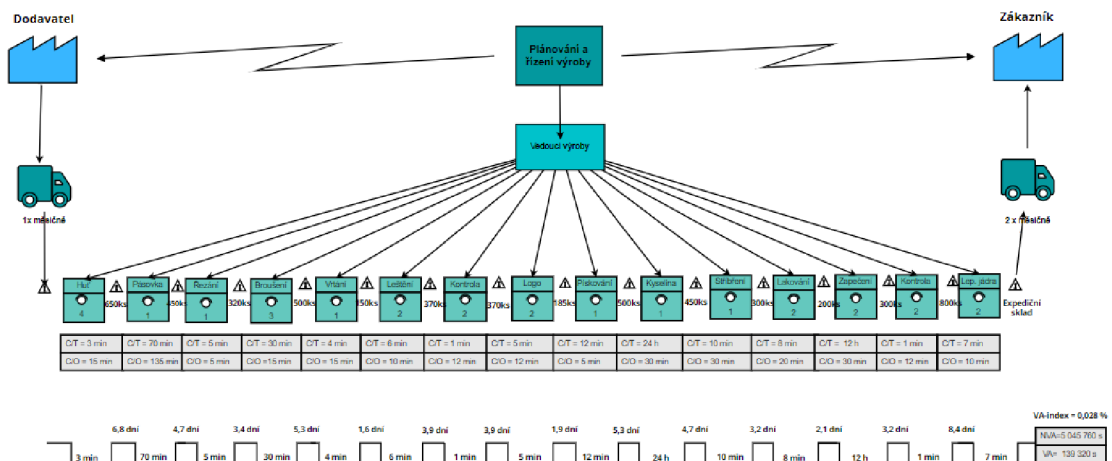 Dodavatel
Zákazník
Plánování a
řízení výroby
Vedoucí výroby
1x měsíčně
2 x měsíčně
Huť
Pásovka
Řezání
Broušení
Vrtání
Leštění
Kontrola
Logo
Pískování
Kyselina
Stříbření
Lakování
Zapečení
Kontrola
Lep. jádra
650ks
450ks
320ks
500ks
150ks
370ks
370ks
185ks
500ks
450ks
300ks
200ks
300ks
800ks
Expediční
sklad
4
1
1
3
1
2
2
2
1
1
1
2
2
2
2
C/T = 3 min
C/T = 70 min
C/T = 5 min
C/T = 30 min
C/T = 4 min
C/T = 6 min
C/T = 1 min
C/T = 5 min
C/T = 12 min
C/T = 24 h
C/T = 10 min
C/T = 8 min
C/T = 12 h
C/T = 1 min
C/T = 7 min
C/O = 15 min
C/O = 135 min
C/O = 5 min
C/O =15 min
C/O = 15 min
C/O = 10 min
C/O = 12 min
C/O = 12 min
C/O = 5 min
C/O = 30 min
C/O = 30 min
C/O = 20 min
C/O = 30 min
C/O = 12 min
C/O = 10 min
VA-index = 0,028 %
6,8 dní
4,7 dní
3,4 dní
5,3 dní
1,6 dní
3,9 dní
3,9 dní
1,9 dní
5,3 dní
4,7 dní
3,2 dní
2,1 dní
3,2 dní
8,4 dní
NVA=5 045 760 s
3 min
70 min
5 min
30 min
4 min
6 min
1 min
5 min
12 min
24 h
10 min
8 min
12 h
1 min
7 min
VA= 139 320 s